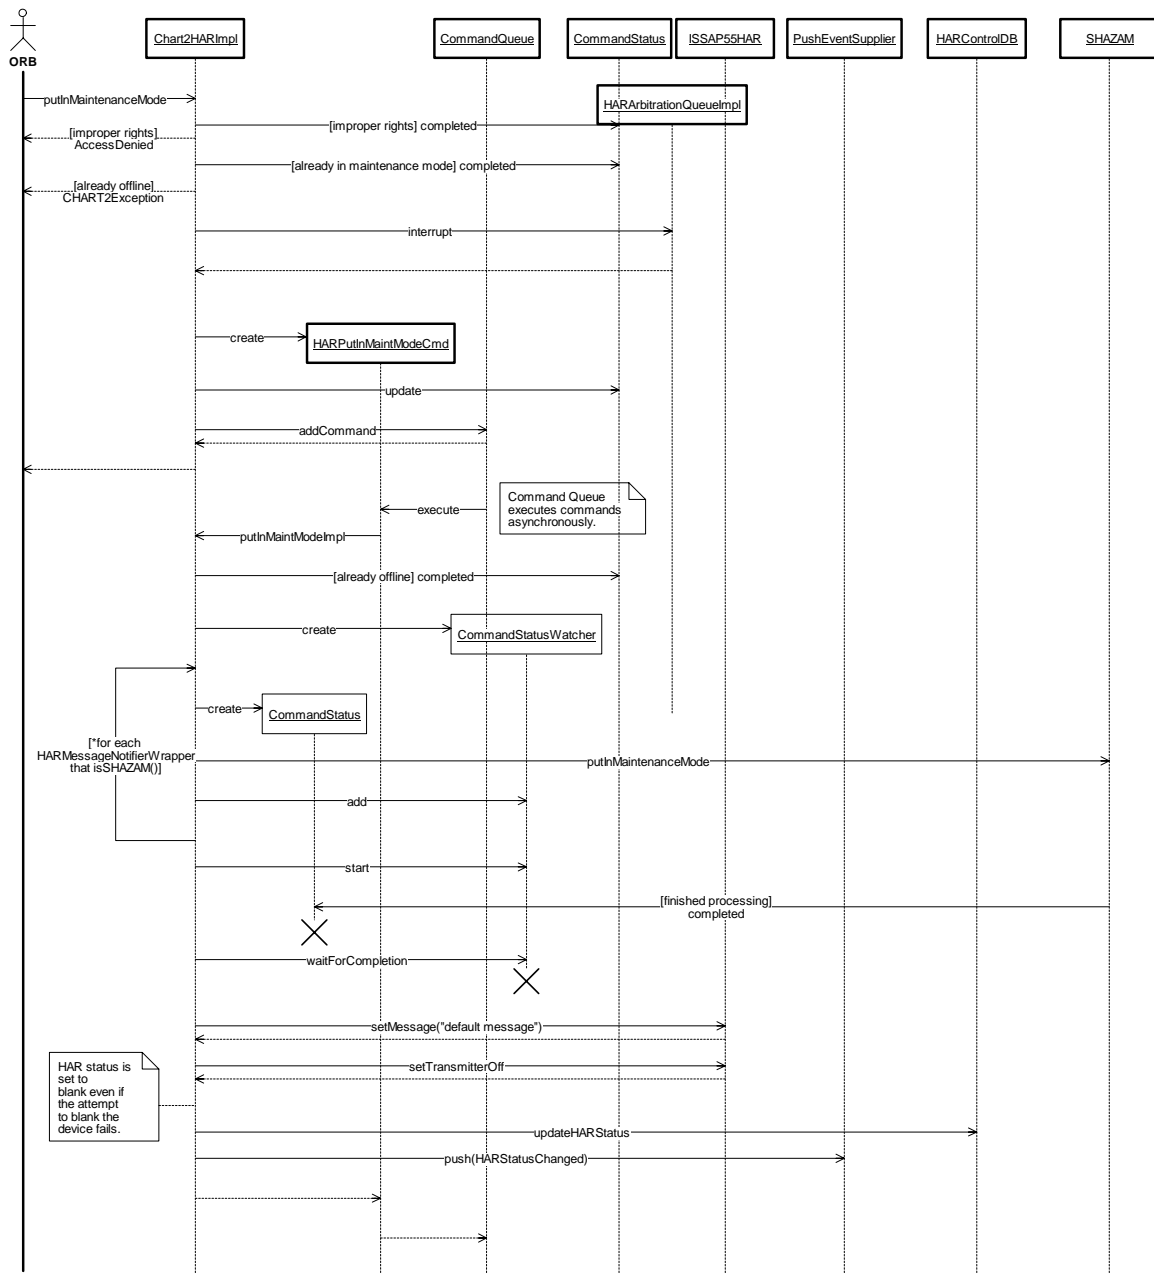 ORB
Chart2HARImpl
CommandQueue
CommandStatus
ISSAP55HAR
PushEventSupplier
HARControlDB
SHAZAM
putInMaintenanceMode
HARArbitrationQueueImpl
[improper rights] completed
[improper rights]
AccessDenied
[already in maintenance mode] completed
[already offline]
CHART2Exception
interrupt
create
HARPutInMaintModeCmd
update
addCommand
Command Queue
executes commands
asynchronously.
execute
putInMaintModeImpl
[already offline] completed
create
CommandStatusWatcher
create
CommandStatus
[*for each
HARMessageNotifierWrapper
that isSHAZAM()]
putInMaintenanceMode
add
start
[finished processing]
completed
waitForCompletion
setMessage("default message")
HAR status is
set to
blank even if
the attempt
to blank the
device fails.
setTransmitterOff
updateHARStatus
push(HARStatusChanged)